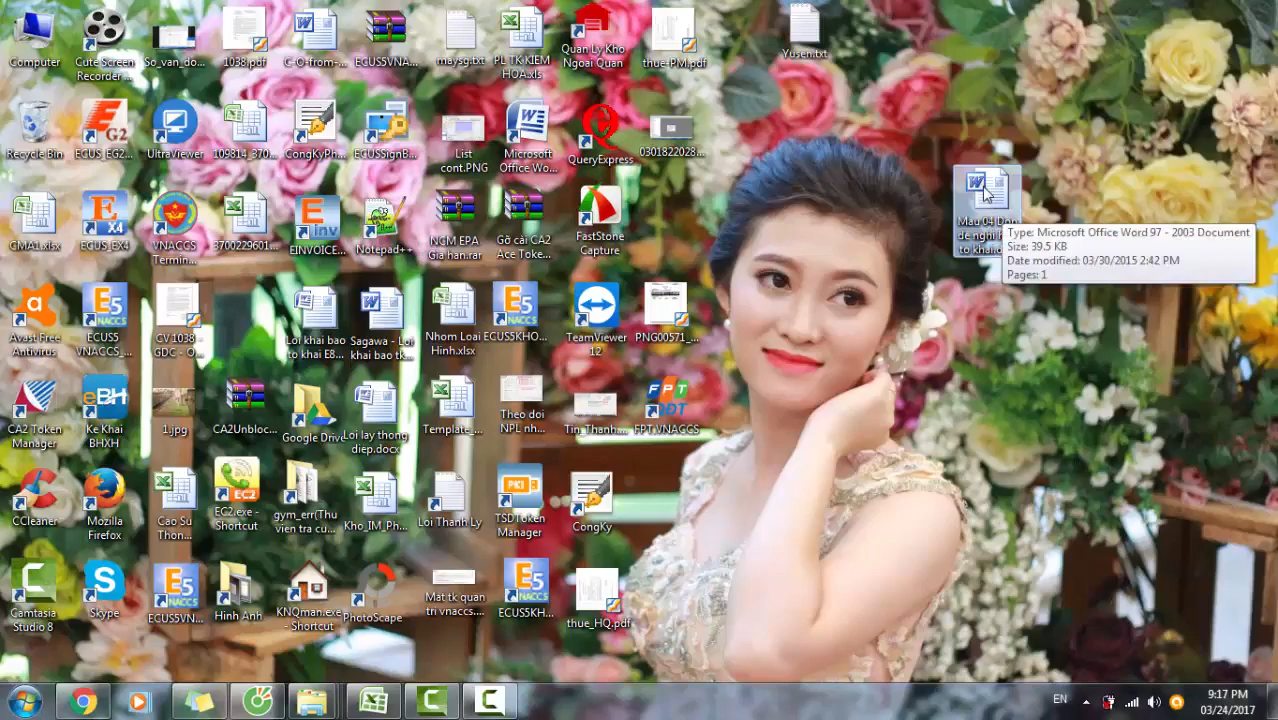 Computer
Cute Screen
Recorder ...
So_van_do...
1038.pdf
C-O-from-...
ECUS5VNA...
maysg.txt
PL TK KIEM
HOA.xls
Quan Ly Kho
Ngoai Quan
thue-PM.pdf
Yusen.txt
Recycle Bin
ECUS_EG2...
UltraViewer
109814_370...
CongKyPh...
ECUSSignB...
List
cont.PNG
Microsoft
Office Wo...
QueryExpress
0301822028...
CMA1.xlsx
ECUS_EX4
VNACCS
Termin...
3700229601...
EINVOICE...
Notepad++
NCM EPA
Gia han.rar
Gỡ cài CA2
Ace Toke...
FastStone
Capture
Type: Microsoft Office Word 97 - 2003 Document
Size: 39.5 KB
Date modified: 03/30/2015 2:42 PM
Pages: 1
Avast Free
Antivirus
ECUS5
VNACCS_...
CV 1038 -
GDC - O...
Loi khai bao
to khai E8...
Sagawa - Loi
khai bao tk...
Nhom Loai
Hinh.xlsx
ECUS5KHO...
TeamViewer
12
PNG00571_...
CA2 Token
Manager
Ke Khai
BHXH
1.jpg
CA2Unbloc...
Google Drive
Loi lay thong
diep.docx
Template_...
Theo doi
NPL nh...
Tin_Thanh...
FPT.VNACCS
CCleaner
Mozilla
Firefox
Cao Su
Thon...
EC2.exe -
Shortcut
gym_err(Thu
vien tra cu...
Kho_IM_Ph...
Loi Thanh Ly
TSDToken
Manager
CongKy
Camtasia
Studio 8
Skype
ECUS5VN...
Hinh Anh
KNQman.exe
- Shortcut
PhotoScape
Mat tk quan
tri vnaccs....
ECUS5KH...
thue_HQ.pdf
EN
9:17 PM
03/24/2017